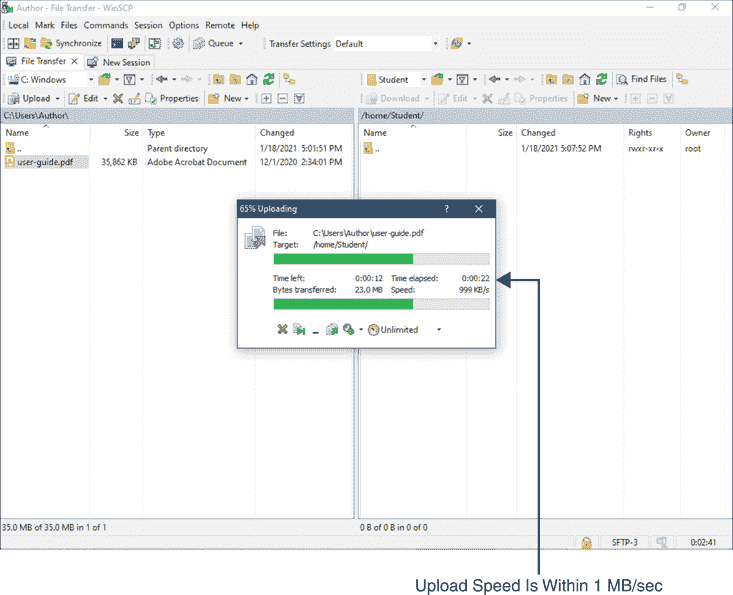 Author - File Transfer - WinSCP
Local Mark Files Commands Session Options Remote Help
Synchronize Queue Transfer Settings Default
File Transfer New Session
C: Windows Student Find Files
Upload Edit Properties New Download Edit Properties New
C:\Users\Author\ /home/Student/
Name Size Type Changed Name Size Changed Rights Owner
.. Parent directory 1/18/2021 5:01:51 PM .. 1/18/2021 5:07:52 PM rwxr-xr-x root
user-guide.pdf 35,862 KB Adobe Acrobat Document 12/1/2020 2:34:01 PM
65% Uploading ?
File: C:\Users\Author\user-guide.pdf
Target: /home/Student/
Time left: 0:00:12 Time elapsed: 0:00:22
Bytes transferred: 23.0 MB Speed: 999 KB/s
Unlimited
35.0 MB of 35.0 MB in 1 of 1 0 B of 0 B in 0 of 0
SFTP-3 0:02:41
Upload Speed Is Within 1 MB/sec